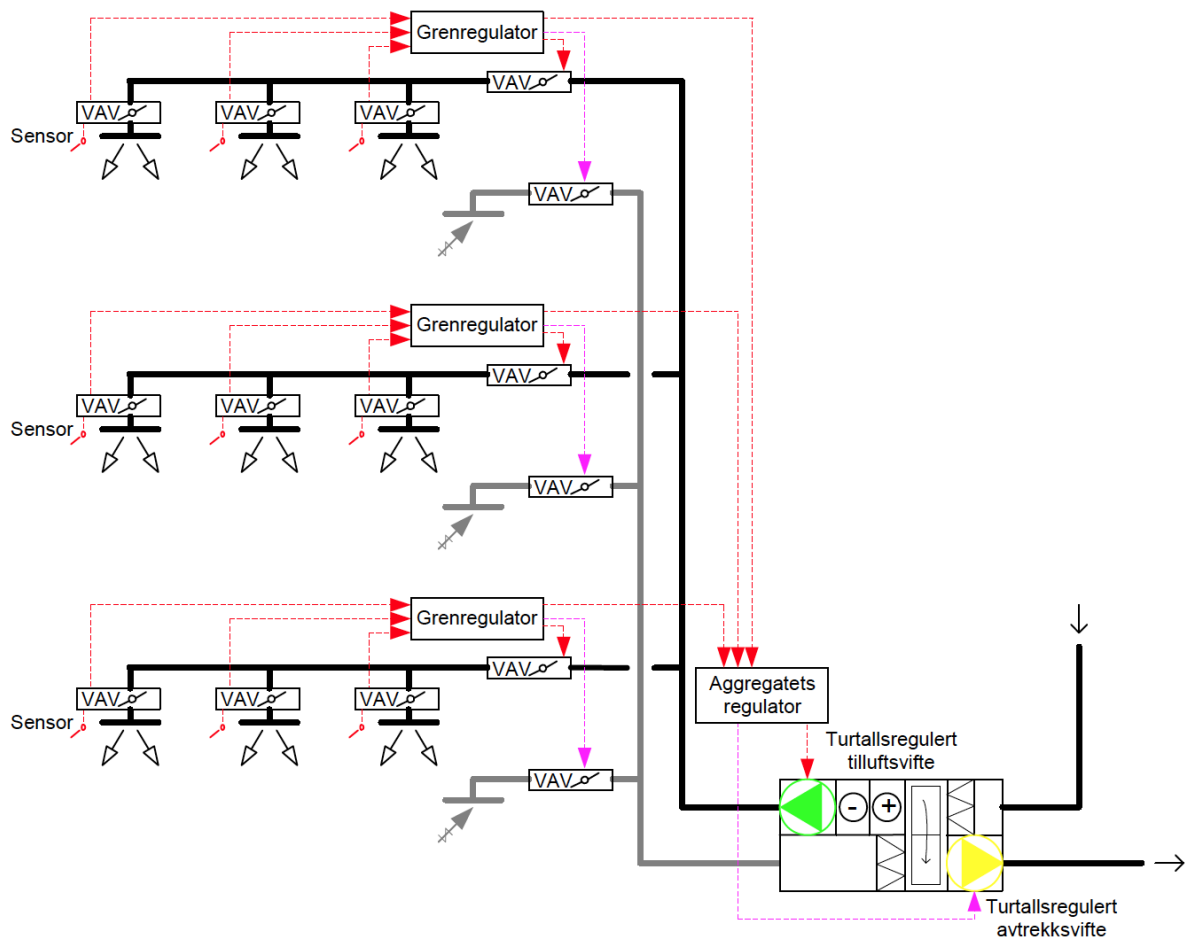 Grenregulator
VAV
VAV VAV VAV
Sensor
VAV
Grenregulator
VAV
VAV VAV VAV
Sensor
VAV
Grenregulator
VAV
VAV VAV VAV
Sensor
VAV
Aggregatets
regulator
Turtallsregulert
tilluftsvifte
- +
Turtallsregulert
avtrekksvifte